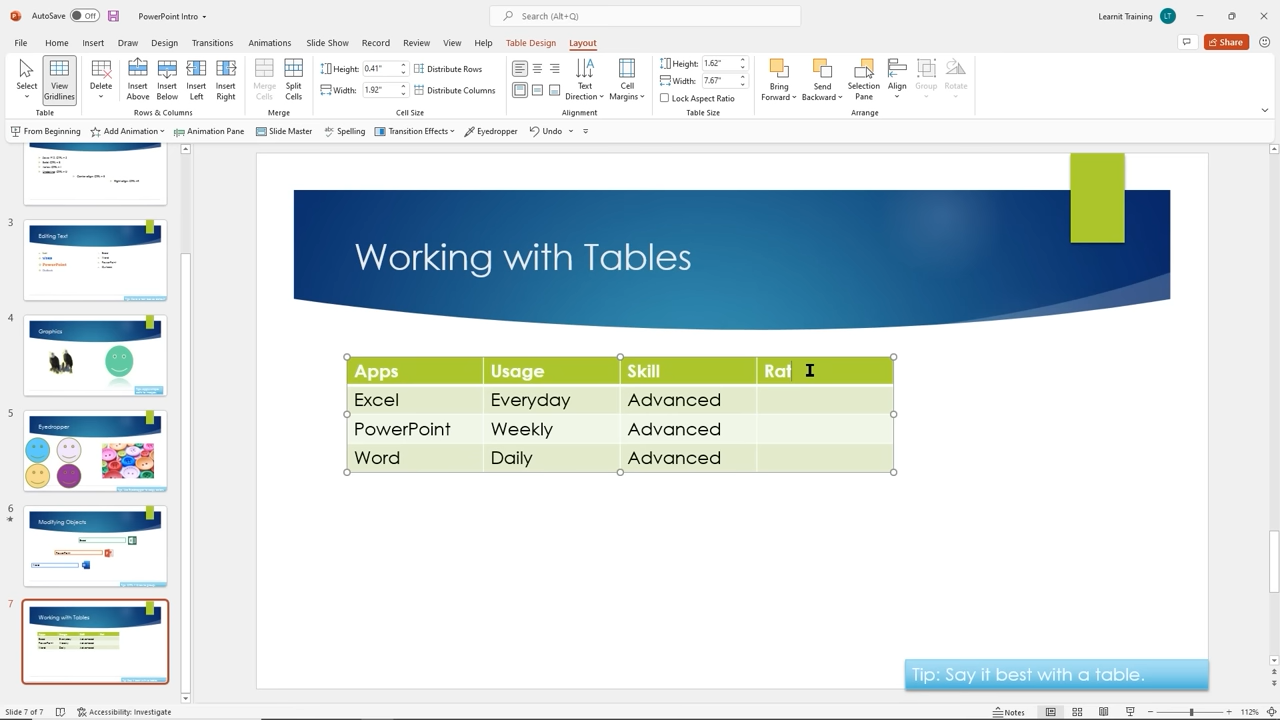 AutoSave Off PowerPoint Intro Search (Alt+Q) Learnit Training LT
File Home Insert Draw Design Transitions Animations Slide Show Record Review View Help Table Design Layout Share
Select View Gridlines Delete Insert Above Insert Below Insert Left Insert Right Merge Cells Split Cells
Height: 0.41" Distribute Rows
Width: 1.92" Distribute Columns
Text Direction Cell Margins
Height: 1.62"
Width: 7.67"
Lock Aspect Ratio
Bring Forward Send Backward Selection Pane Align Group Rotate
Table Rows & Columns Merge Cell Size Alignment Table Size Arrange
From Beginning Add Animation Animation Pane Slide Master Spelling Transition Effects Eyedropper Undo
3
Editing Text
4
Graphics
5
Eyedropper
6
Modifying Objects
7
Working with Tables
Working with Tables
Apps Usage Skill Rat
Excel Everyday Advanced
PowerPoint Weekly Advanced
Word Daily Advanced
Tip: Say it best with a table.
Slide 7 of 7 Accessibility: Investigate Notes 112%